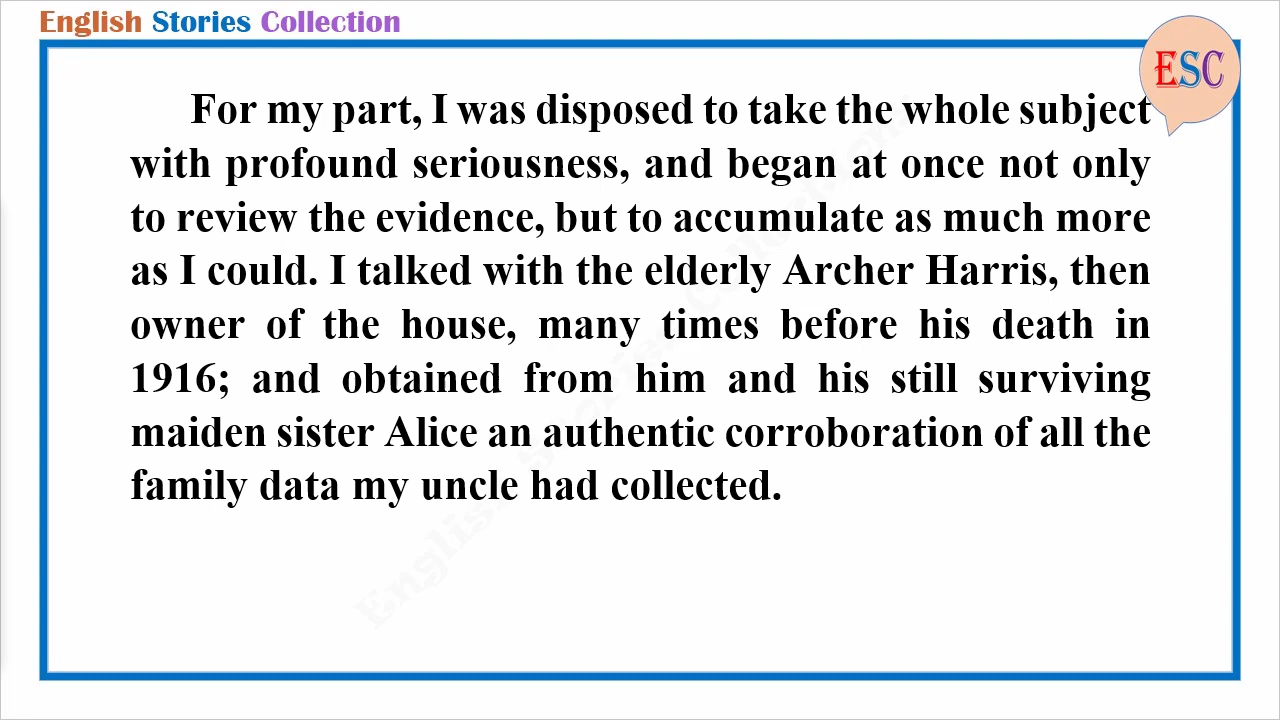 English Stories Collection
ESC
For my part, I was disposed to take the whole subject
with profound seriousness, and began at once not only
to review the evidence, but to accumulate as much more
as I could. I talked with the elderly Archer Harris, then
owner of the house, many times before his death in
1916; and obtained from him and his still surviving
maiden sister Alice an authentic corroboration of all the
family data my uncle had collected.
English Stories Collection